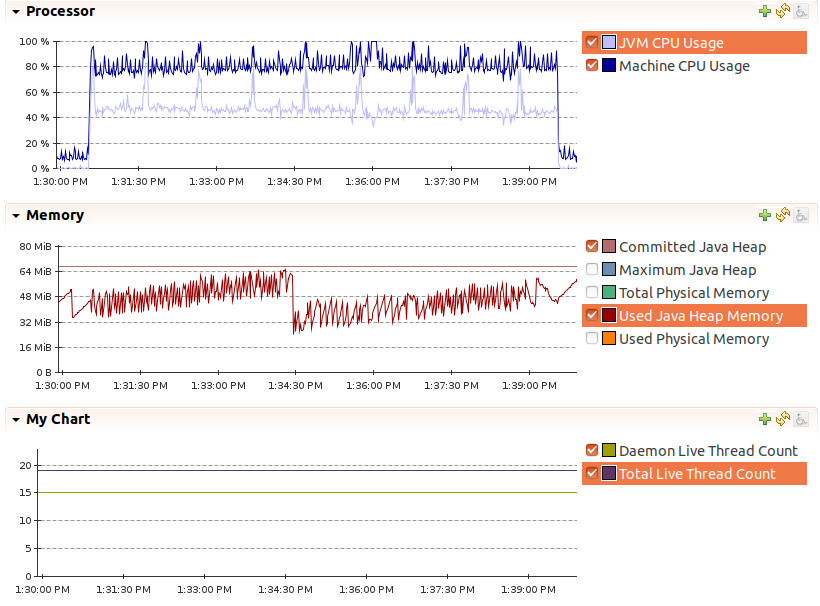 Processor
100 %
80 %
60 %
40 %
20 %
0 %
1:30:00 PM 1:31:30 PM 1:33:00 PM 1:34:30 PM 1:36:00 PM 1:37:30 PM 1:39:00 PM
JVM CPU Usage
Machine CPU Usage
Memory
80 MiB
64 MiB
48 MiB
32 MiB
16 MiB
0 B
1:30:00 PM 1:31:30 PM 1:33:00 PM 1:34:30 PM 1:36:00 PM 1:37:30 PM 1:39:00 PM
Committed Java Heap
Maximum Java Heap
Total Physical Memory
Used Java Heap Memory
Used Physical Memory
My Chart
20
15
10
5
0
1:30:00 PM 1:31:30 PM 1:33:00 PM 1:34:30 PM 1:36:00 PM 1:37:30 PM 1:39:00 PM
Daemon Live Thread Count
Total Live Thread Count